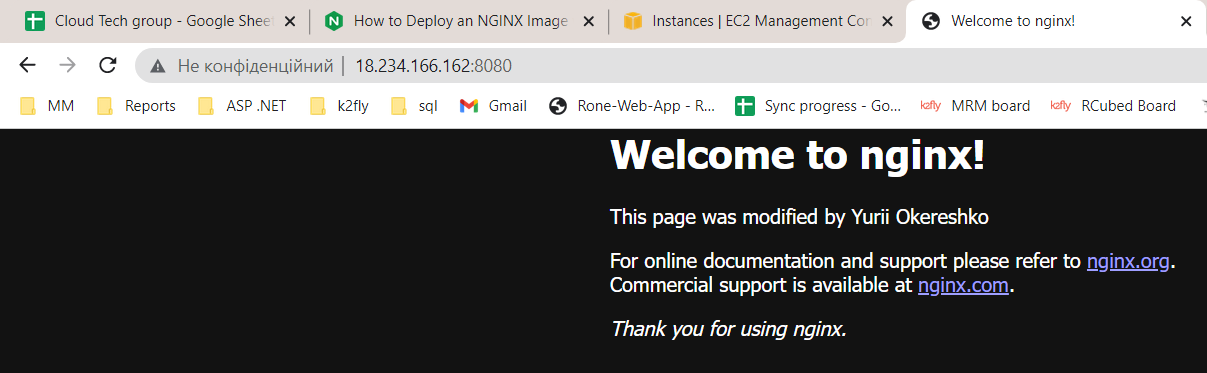 Cloud Tech group - Google Sheet
How to Deploy an NGINX Image
Instances | EC2 Management Con
Welcome to nginx!
Не конфіденційний | 18.234.166.162:8080
MM Reports ASP .NET k2fly sql Gmail Rone-Web-App - R... Sync progress - Go... k2fly MRM board k2fly RCubed Board
Welcome to nginx!
This page was modified by Yurii Okereshko
For online documentation and support please refer to nginx.org.
Commercial support is available at nginx.com.
Thank you for using nginx.